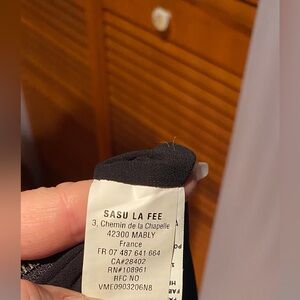 SASU LA FEE
3, Chemin de la Chapelle
42300 MABLY
France
FR 07 487 641 664
CA#28402
RN#108961
RFC NO
VME0903206N8